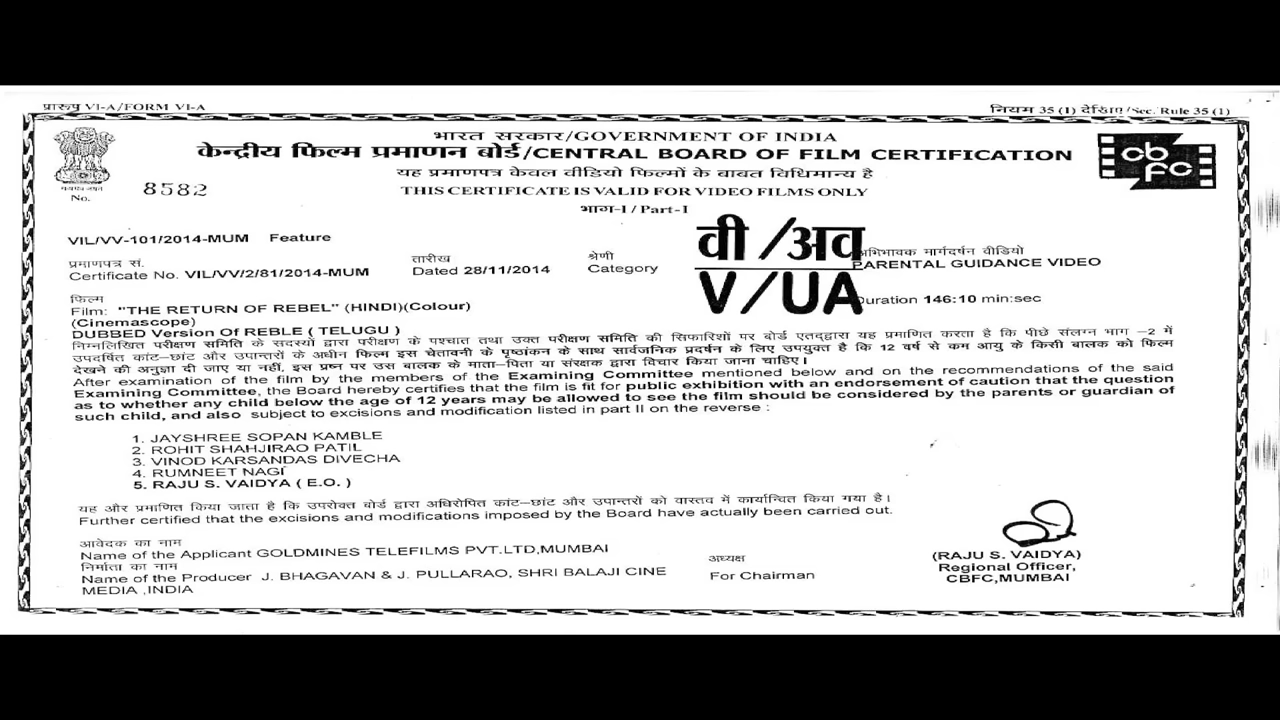 प्रारूप VI-A/FORM VI-A
नियम 35 (1) देखिए/Sec. Rule 35 (1)
भारत सरकार/GOVERNMENT OF INDIA
केन्द्रीय फिल्म प्रमाणन बोर्ड/CENTRAL BOARD OF FILM CERTIFICATION
cbfc
यह प्रमाणपत्र केवल वीडियो फिल्मों के बाबत विधिमान्य है
No. 8582
THIS CERTIFICATE IS VALID FOR VIDEO FILMS ONLY
भाग-I / Part-I
VIL/VV-101/2014-MUM Feature
वी/अव
V/UA
प्रमाणपत्र सं. तारीख श्रेणी अभिभावक मार्गदर्षन वीडियो
Certificate No. VIL/VV/2/81/2014-MUM Dated 28/11/2014 Category PARENTAL GUIDANCE VIDEO
फिल्म
Film: "THE RETURN OF REBEL" (HINDI)(Colour) Duration 146:10 min:sec
(Cinemascope)
DUBBED Version Of REBLE ( TELUGU )
निम्नलिखित परीक्षण समिति के सदस्यों द्वारा परीक्षण के पश्चात तथा उक्त परीक्षण समिति की सिफारिशों पर बोर्ड एतद्द्वारा यह प्रमाणित करता है कि पीछे संलग्न भाग -2 में
उपदर्षित कांट-छांट और उपान्तरों के अधीन फिल्म इस चेतावनी के पृष्ठांकन के साथ सार्वजनिक प्रदर्षन के लिए उपयुक्त है कि 12 वर्ष से कम आयु के किसी बालक को फिल्म
देखने की अनुज्ञा दी जाए या नहीं, इस प्रश्न पर उस बालक के माता-पिता या संरक्षक द्वारा विचार किया जाना चाहिए।
After examination of the film by the members of the Examining Committee mentioned below and on the recommendations of the said
Examining Committee, the Board hereby certifies that the film is fit for public exhibition with an endorsement of caution that the question
as to whether any child below the age of 12 years may be allowed to see the film should be considered by the parents or guardian of
such child, and also subject to excisions and modification listed in part II on the reverse :
1. JAYSHREE SOPAN KAMBLE
2. ROHIT SHAHJIRAO PATIL
3. VINOD KARSANDAS DIVECHA
4. RUMNEET NAGI
5. RAJU S. VAIDYA ( E.O. )
यह और प्रमाणित किया जाता है कि उपरोक्त बोर्ड द्वारा अधिरोपित कांट-छांट और उपान्तरों को वास्तव में कार्यान्वित किया गया है।
Further certified that the excisions and modifications imposed by the Board have actually been carried out.
आवेदक का नाम
Name of the Applicant GOLDMINES TELEFILMS PVT.LTD,MUMBAI
निर्माता का नाम
Name of the Producer J. BHAGAVAN & J. PULLARAO, SHRI BALAJI CINE
MEDIA ,INDIA
अध्यक्ष
For Chairman
(RAJU S. VAIDYA)
Regional Officer,
CBFC,MUMBAI